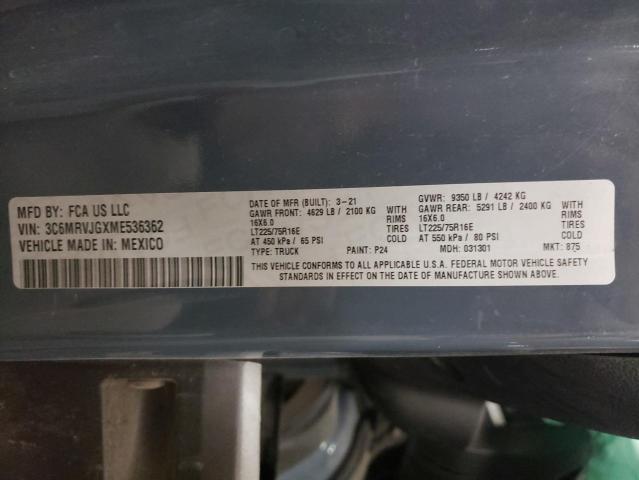 MFD BY: FCA US LLC
VIN: 3C6MRVJGXME536362
VEHICLE MADE IN: MEXICO
DATE OF MFR (BUILT): 3-21
GAWR FRONT: 4629 LB / 2100 KG
16X6.0 RIMS
LT225/75R16E TIRES
AT 450 kPa / 65 PSI COLD
TYPE: TRUCK PAINT: P24
GVWR: 9350 LB / 4242 KG
GAWR REAR: 5291 LB / 2400 KG
16X6.0 RIMS
LT225/75R16E TIRES
AT 550 kPa / 80 PSI COLD
MDH: 031301 MKT: 875
THIS VEHICLE CONFORMS TO ALL APPLICABLE U.S.A. FEDERAL MOTOR VEHICLE SAFETY
STANDARDS IN EFFECT ON THE DATE OF MANUFACTURE SHOWN ABOVE.